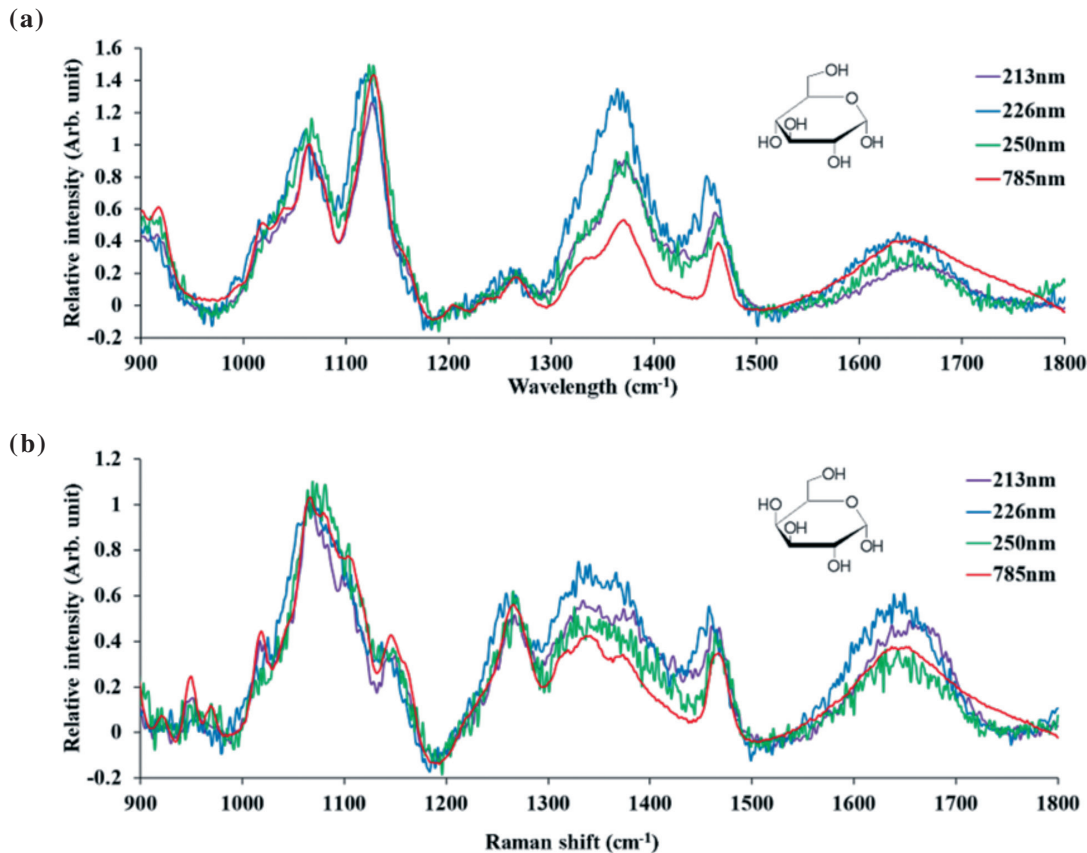 (a)
Relative intensity (Arb. unit)
1.6
1.4
1.2
1
0.8
0.6
0.4
0.2
0
-0.2
900 1000 1100 1200 1300 1400 1500 1600 1700 1800
Wavelength (cm-1)
OH
O
HO
HO
OH
OH
213nm
226nm
250nm
785nm
(b)
Relative intensity (Arb. unit)
1.2
1
0.8
0.6
0.4
0.2
0
-0.2
900 1000 1100 1200 1300 1400 1500 1600 1700 1800
Raman shift (cm-1)
OH
HO
O
HO
OH
OH
213nm
226nm
250nm
785nm